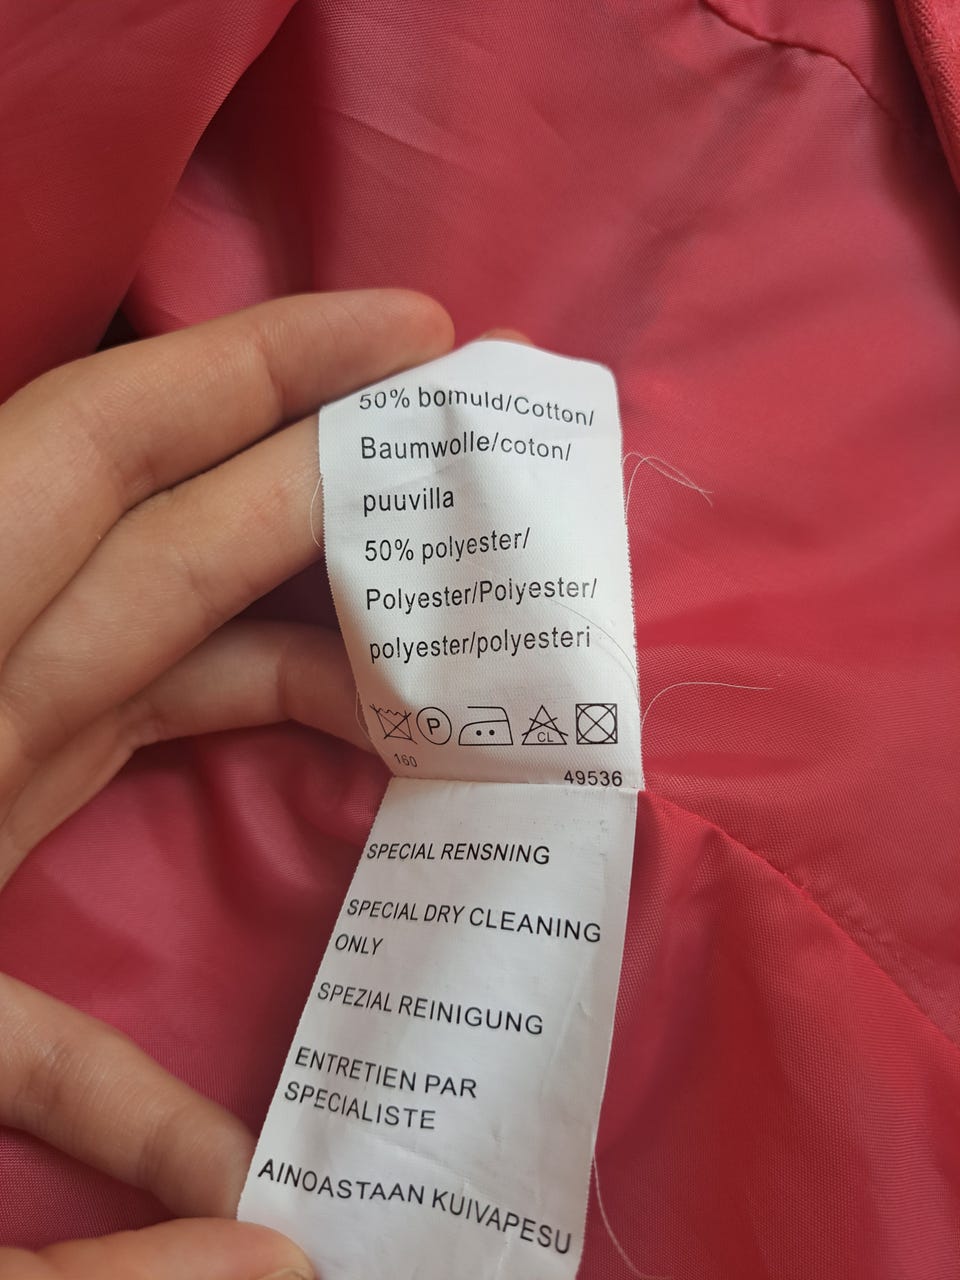 50% bomuld/Cotton/
Baumwolle/coton/
puuvilla
50% polyester/
Polyester/Polyester/
polyester/polyesteri
P
CL
160
49536
SPECIAL RENSNING
SPECIAL DRY CLEANING
ONLY
SPEZIAL REINIGUNG
ENTRETIEN PAR
SPECIALISTE
AINOASTAAN KUIVAPESU